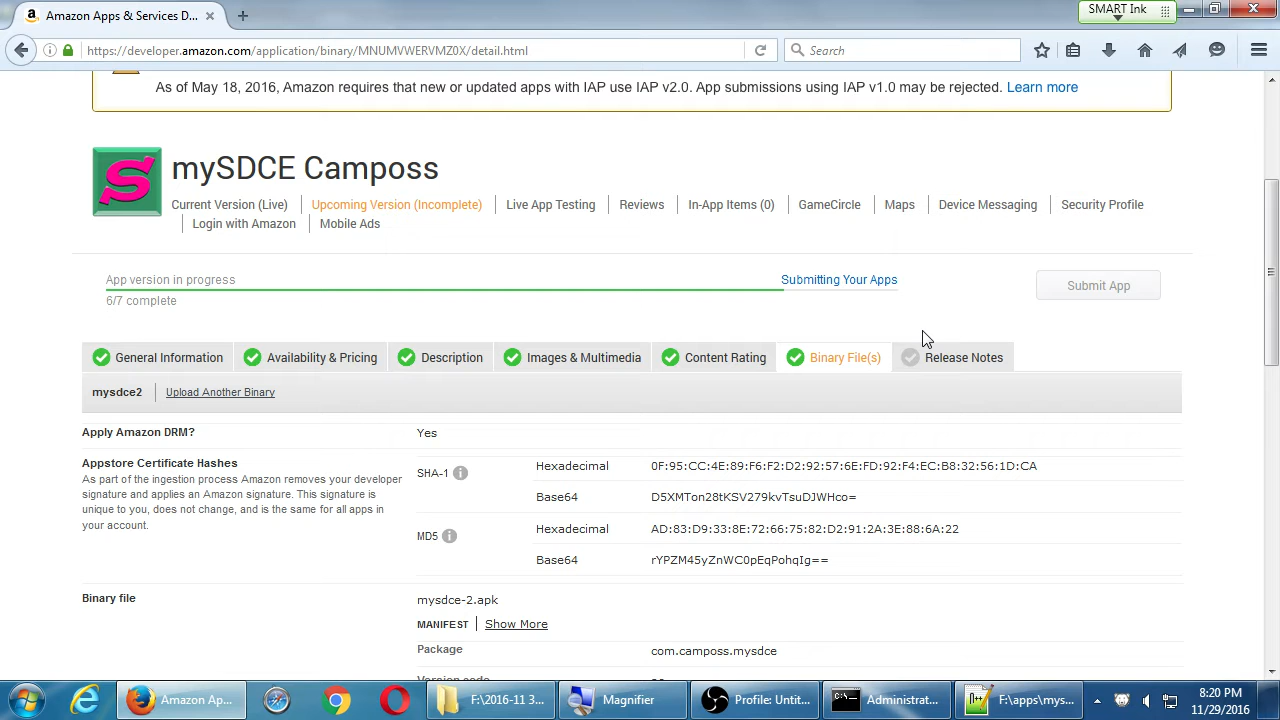 Amazon Apps & Services D...
SMART Ink
https://developer.amazon.com/application/binary/MNUMVWERVMZ0X/detail.html
Search
As of May 18, 2016, Amazon requires that new or updated apps with IAP use IAP v2.0. App submissions using IAP v1.0 may be rejected. Learn more
mySDCE Camposs
Current Version (Live) Upcoming Version (Incomplete) Live App Testing Reviews In-App Items (0) GameCircle Maps Device Messaging Security Profile
Login with Amazon Mobile Ads
App version in progress Submitting Your Apps
Submit App
6/7 complete
General Information Availability & Pricing Description Images & Multimedia Content Rating Binary File(s) Release Notes
mysdce2 Upload Another Binary
Apply Amazon DRM? Yes
Appstore Certificate Hashes
As part of the ingestion process Amazon removes your developer
signature and applies an Amazon signature. This signature is
unique to you, does not change, and is the same for all apps in
your account.
SHA-1 Hexadecimal 0F:95:CC:4E:89:F6:F2:D2:92:57:6E:FD:92:F4:EC:B8:32:56:1D:CA
Base64 D5XMTon28tKSV279kvTsuDJWHco=
MD5 Hexadecimal AD:83:D9:33:8E:72:66:75:82:D2:91:2A:3E:88:6A:22
Base64 rYPZM45yZnWC0pEqPohqIg==
Binary file mysdce-2.apk
MANIFEST Show More
Package com.camposs.mysdce
Version code
Amazon Ap... F:\2016-11 3... Magnifier Profile: Untit... Administrat... F:\apps\mys...
8:20 PM
11/29/2016